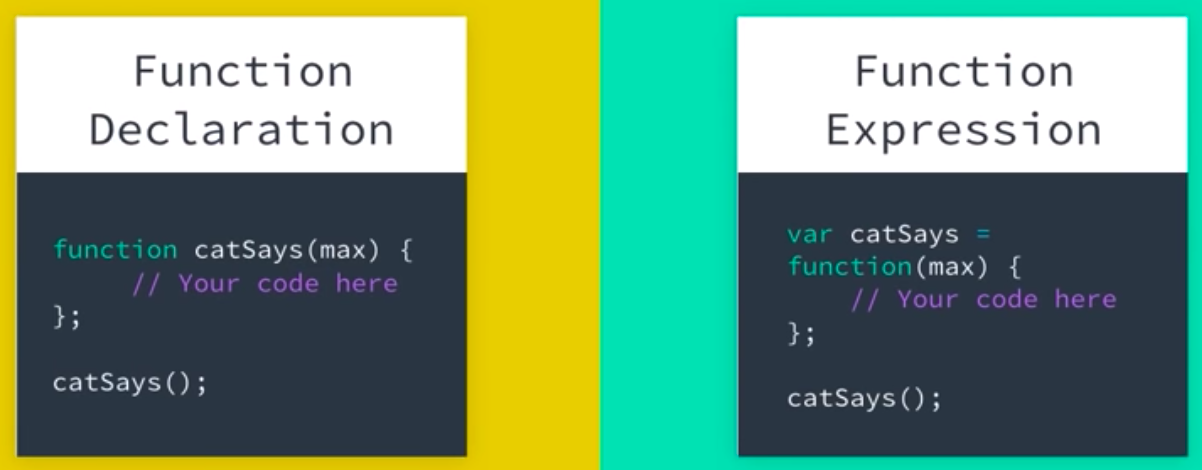 Function
Declaration
function catSays(max) {
// Your code here
};
catSays();
Function
Expression
var catSays =
function(max) {
// Your code here
};
catSays();